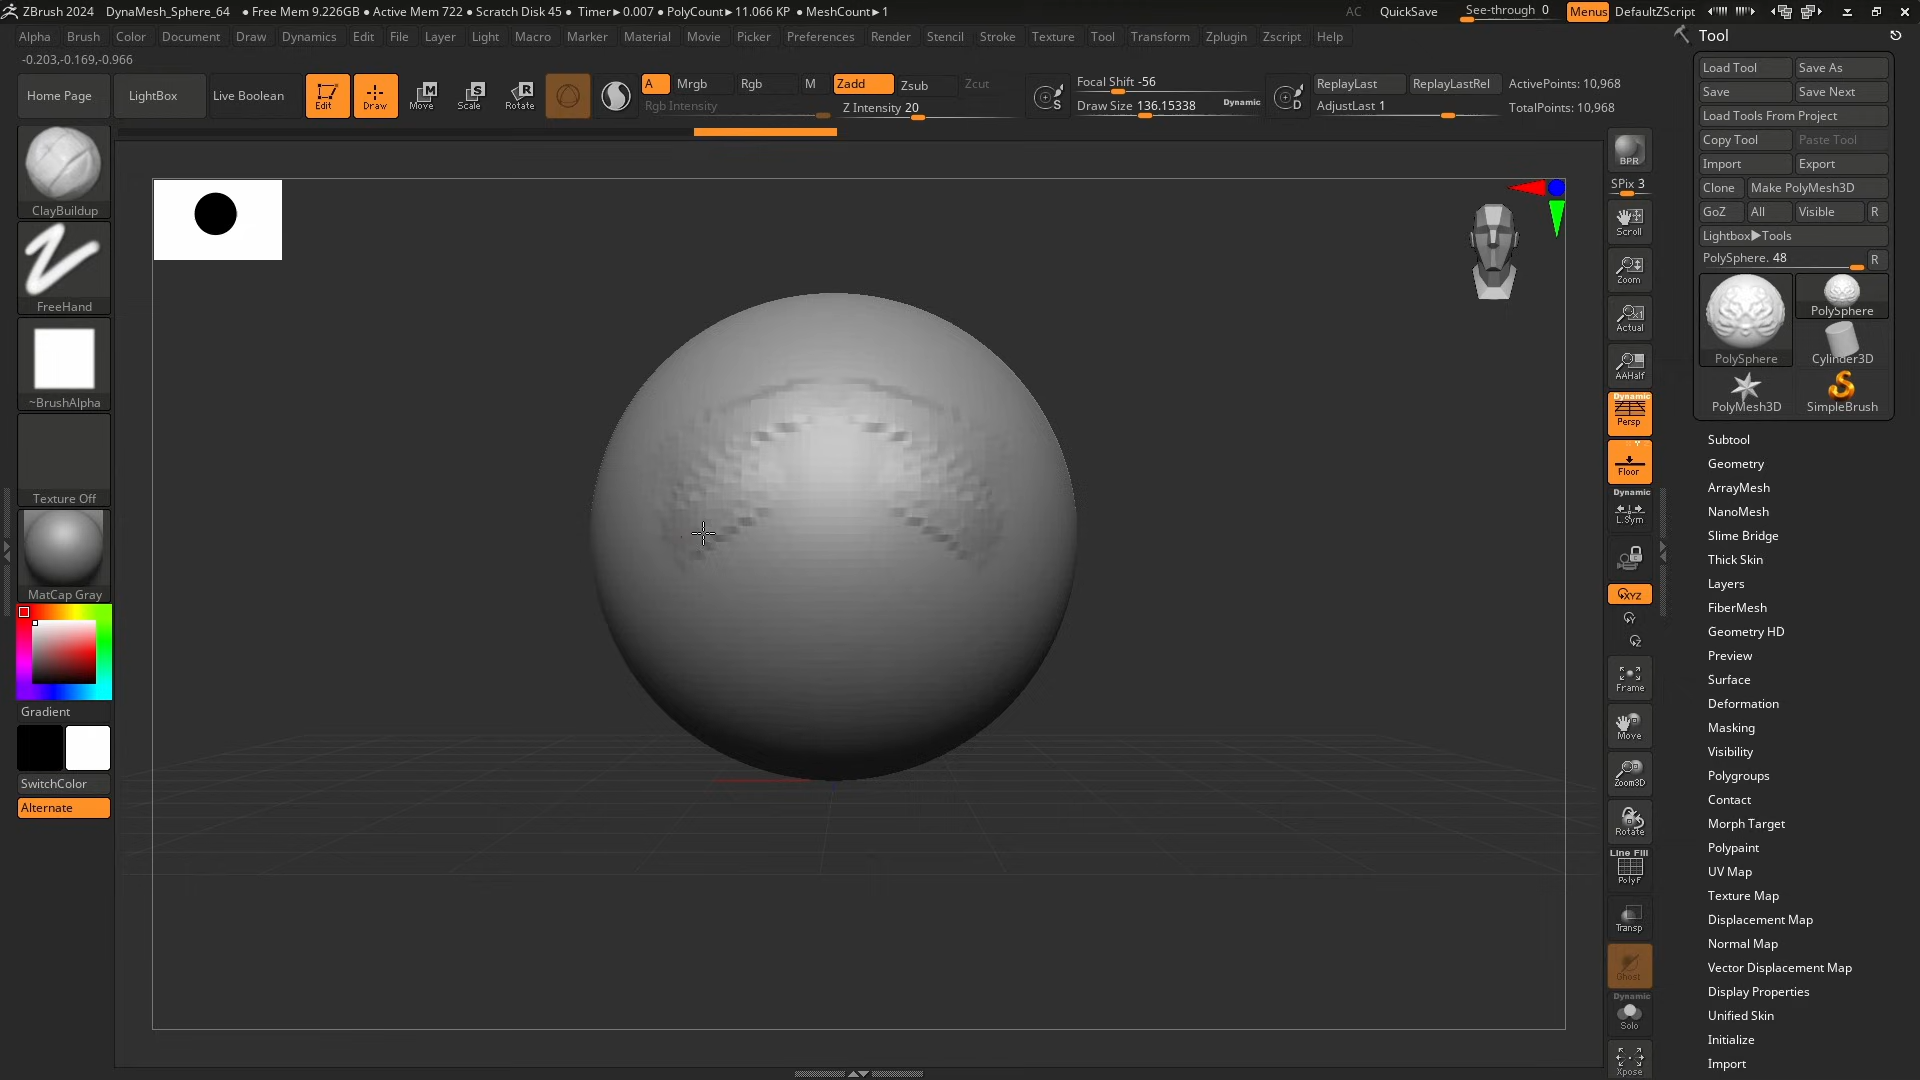 ZBrush 2024 DynaMesh_Sphere_64 ● Free Mem 9.226GB ● Active Mem 722 ● Scratch Disk 45 ● Timer►0.007 ● PolyCount►11.066 KP ● MeshCount►1 AC QuickSave See-through 0 Menus DefaultZScript
Alpha Brush Color Document Draw Dynamics Edit File Layer Light Macro Marker Material Movie Picker Preferences Render Stencil Stroke Texture Tool Transform Zplugin Zscript Help
Tool
-0.203,-0.169,-0.966
Home Page LightBox Live Boolean Edit Draw Move Scale Rotate
A Mrgb Rgb M Zadd Zsub Zcut
Rgb Intensity Z Intensity 20
S Focal Shift -56
Draw Size 136.15338 Dynamic
D ReplayLast ReplayLastRel
AdjustLast 1
ActivePoints: 10,968
TotalPoints: 10,968
ClayBuildup
FreeHand
~BrushAlpha
Texture Off
MatCap Gray
Gradient
SwitchColor
Alternate
BPR
SPix 3
Scroll
Zoom
Actual
AAHalf
Dynamic
Persp
Floor
Dynamic
L.Sym
XYZ
Y
Z
Frame
Move
Zoom3D
Rotate
Line Fill
PolyF
Transp
Ghost
Dynamic
Solo
Xpose
Load Tool Save As
Save Save Next
Load Tools From Project
Copy Tool Paste Tool
Import Export
Clone Make PolyMesh3D
GoZ All Visible R
Lightbox►Tools
PolySphere. 48 R
PolySphere PolySphere
Cylinder3D
PolyMesh3D SimpleBrush
Subtool
Geometry
ArrayMesh
NanoMesh
Slime Bridge
Thick Skin
Layers
FiberMesh
Geometry HD
Preview
Surface
Deformation
Masking
Visibility
Polygroups
Contact
Morph Target
Polypaint
UV Map
Texture Map
Displacement Map
Normal Map
Vector Displacement Map
Display Properties
Unified Skin
Initialize
Import